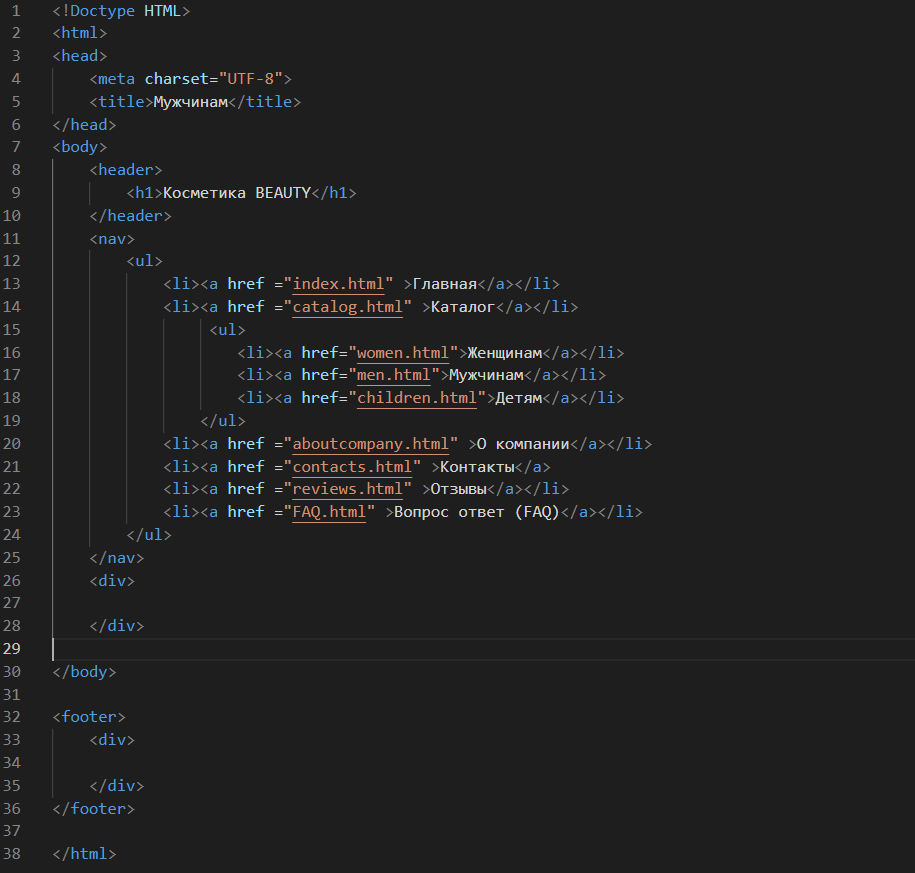 1 <!Doctype HTML>
2 <html>
3 <head>
4     <meta charset="UTF-8">
5     <title>Мужчинам</title>
6 </head>
7 <body>
8     <header>
9         <h1>Косметика BEAUTY</h1>
10     </header>
11     <nav>
12         <ul>
13             <li><a href ="index.html" >Главная</a></li>
14             <li><a href ="catalog.html" >Каталог</a></li>
15                  <ul>
16                     <li><a href="women.html">Женщинам</a></li>
17                     <li><a href="men.html">Мужчинам</a></li>
18                     <li><a href="children.html">Детям</a></li>
19                 </ul>
20             <li><a href ="aboutcompany.html" >О компании</a></li>
21             <li><a href ="contacts.html" >Контакты</a>
22             <li><a href ="reviews.html" >Отзывы</a></li>
23             <li><a href ="FAQ.html" >Вопрос ответ (FAQ)</a></li>
24         </ul>
25     </nav>
26     <div>
27
28     </div>
29
30 </body>
31
32 <footer>
33     <div>
34
35     </div>
36 </footer>
37
38 </html>